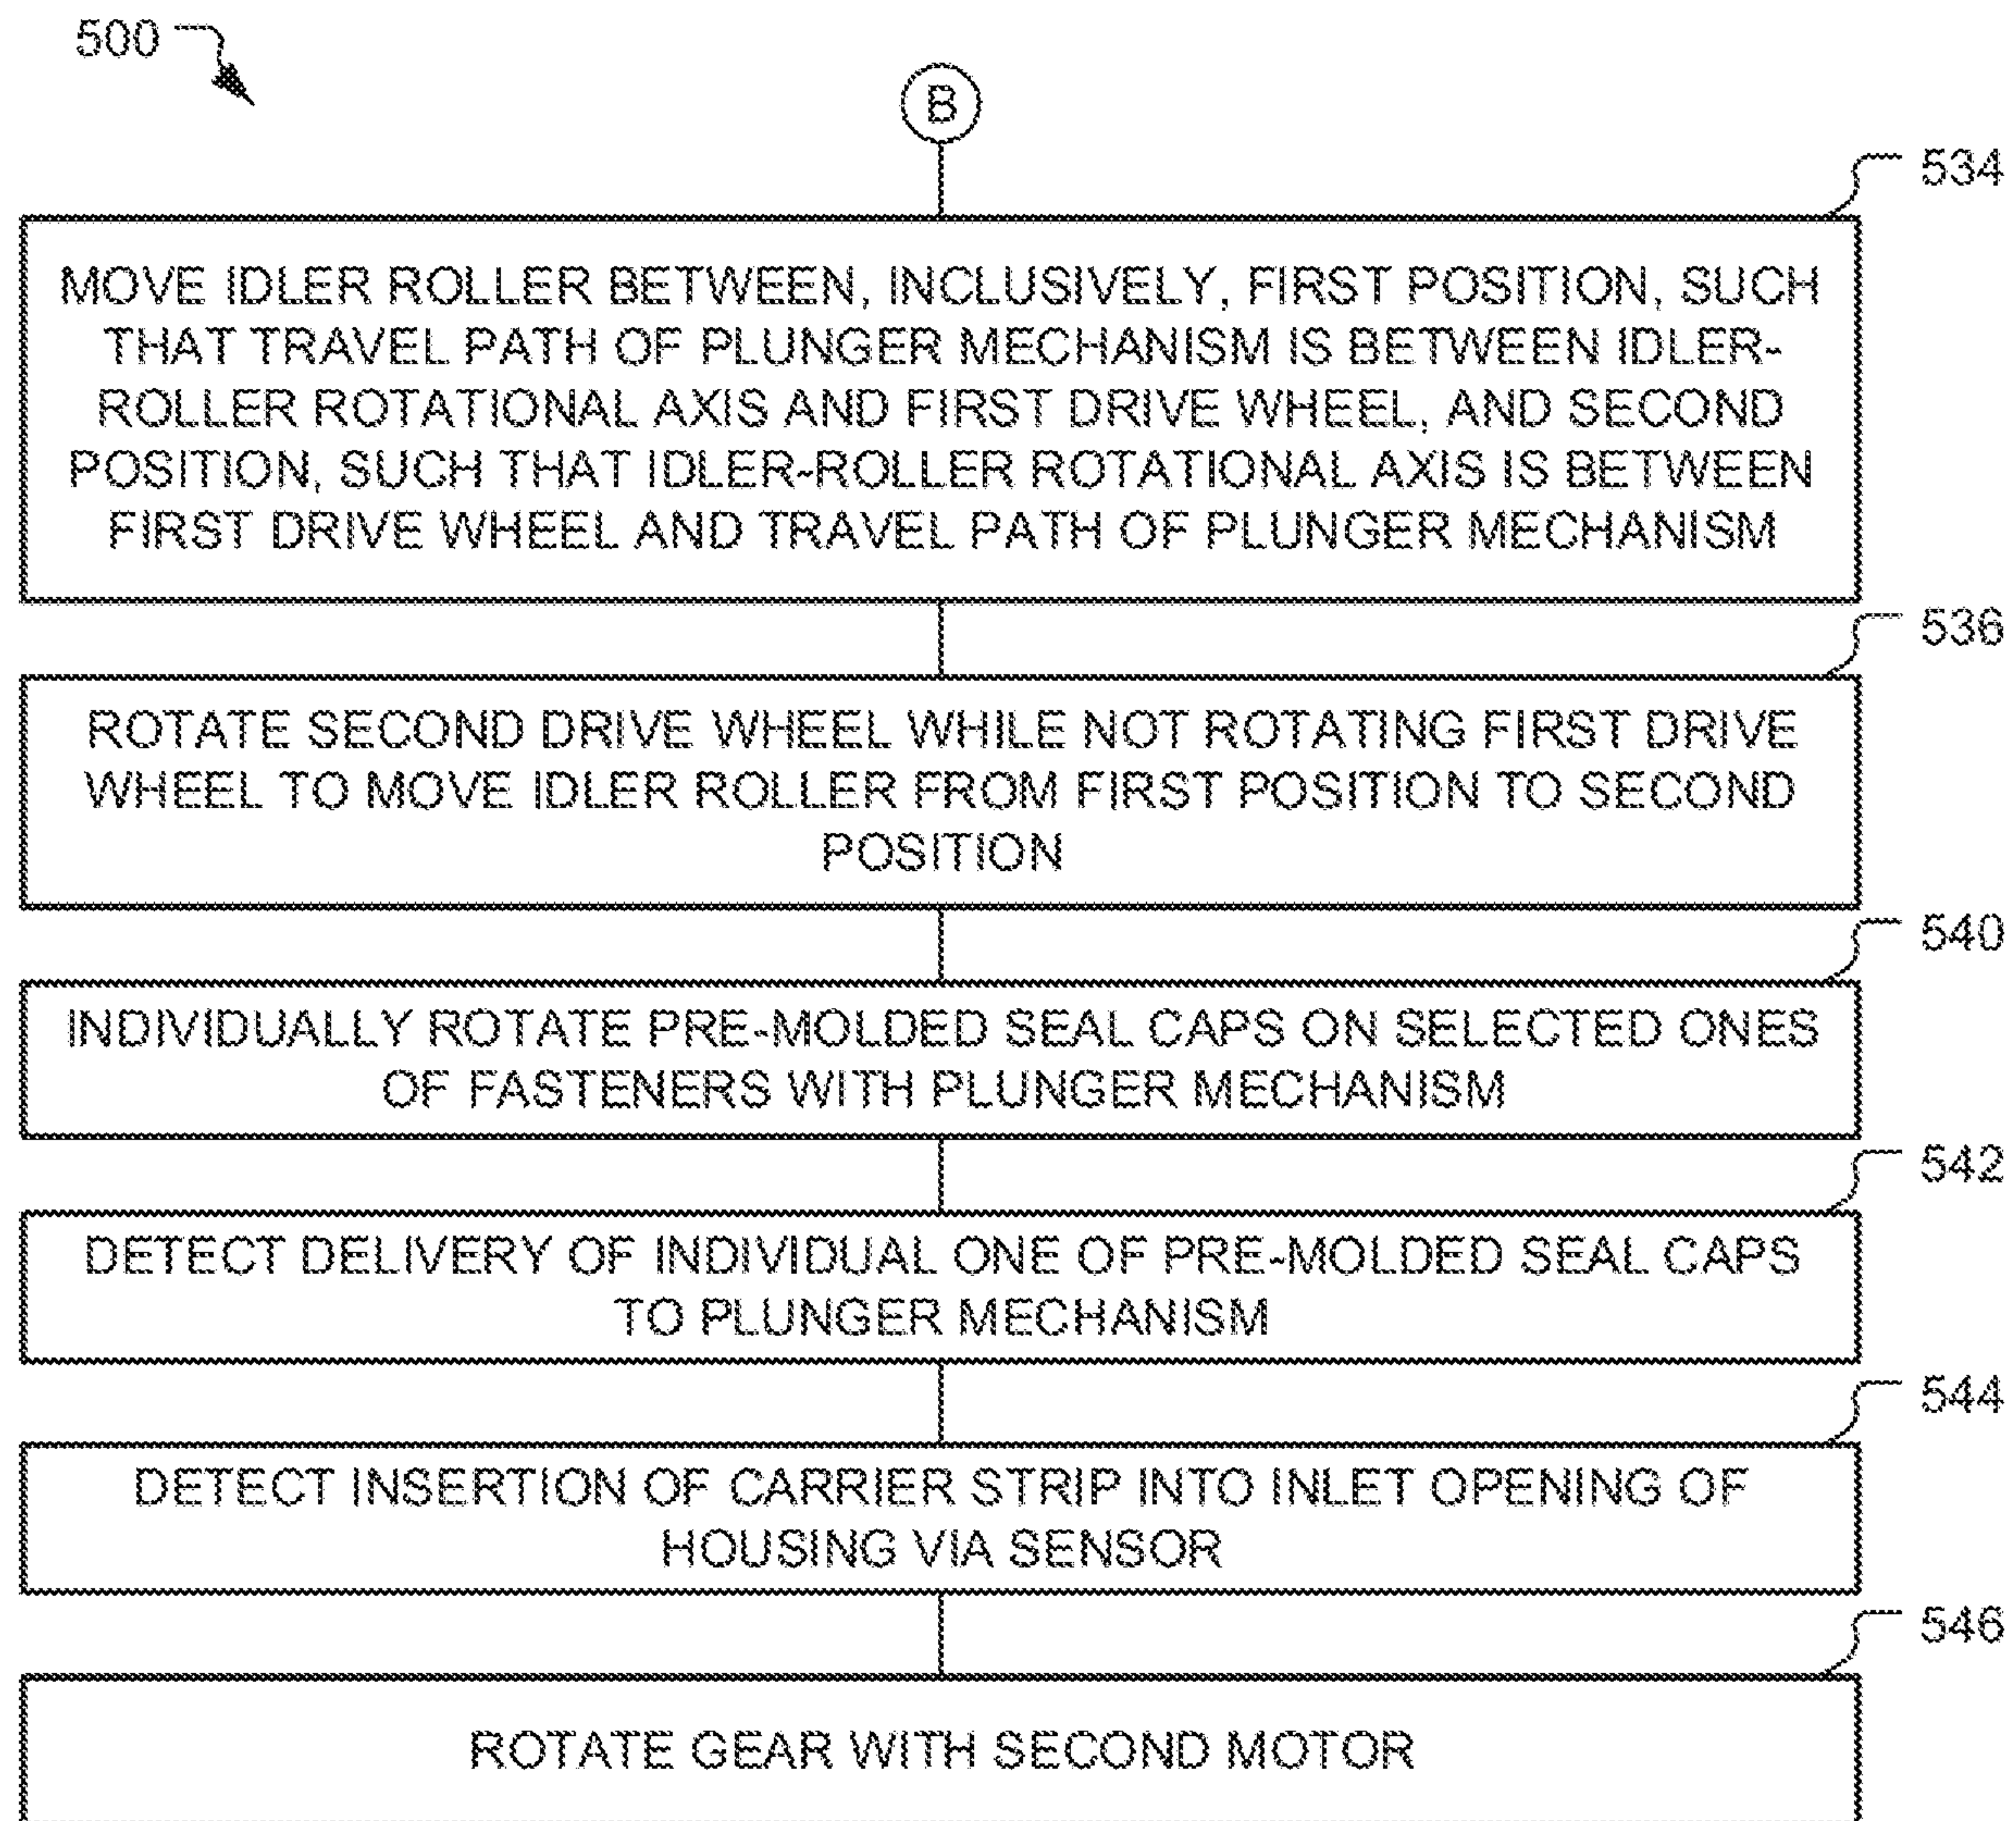 500
B
534
MOVE IDLER ROLLER BETWEEN, INCLUSIVELY, FIRST POSITION, SUCH
THAT TRAVEL PATH OF PLUNGER MECHANISM IS BETWEEN IDLER-
ROLLER ROTATIONAL AXIS AND FIRST DRIVE WHEEL, AND SECOND
POSITION, SUCH THAT IDLER-ROLLER ROTATIONAL AXIS IS BETWEEN
FIRST DRIVE WHEEL AND TRAVEL PATH OF PLUNGER MECHANISM
536
ROTATE SECOND DRIVE WHEEL WHILE NOT ROTATING FIRST DRIVE
WHEEL TO MOVE IDLER ROLLER FROM FIRST POSITION TO SECOND
POSITION
540
INDIVIDUALLY ROTATE PRE-MOLDED SEAL CAPS ON SELECTED ONES
OF FASTENERS WITH PLUNGER MECHANISM
542
DETECT DELIVERY OF INDIVIDUAL ONE OF PRE-MOLDED SEAL CAPS
TO PLUNGER MECHANISM
544
DETECT INSERTION OF CARRIER STRIP INTO INLET OPENING OF
HOUSING VIA SENSOR
546
ROTATE GEAR WITH SECOND MOTOR